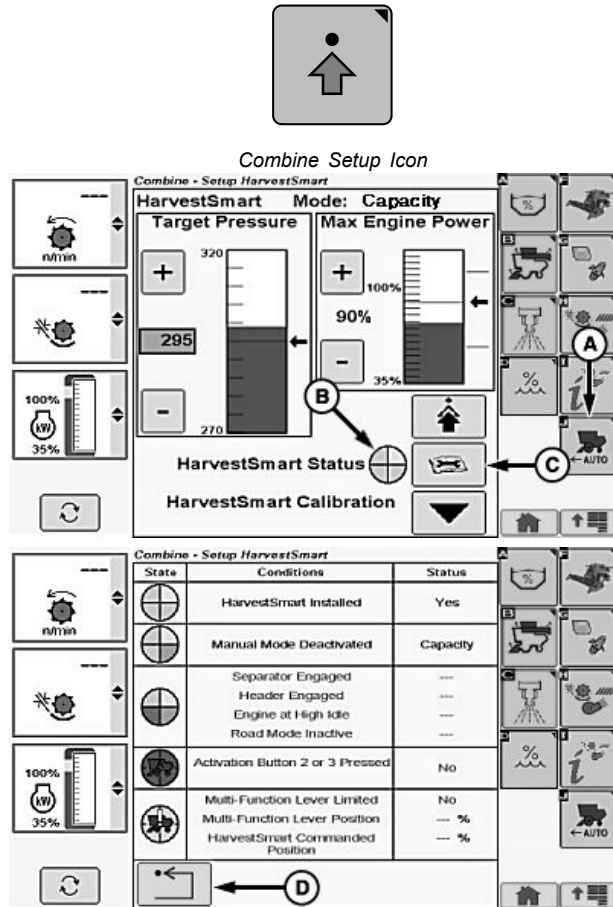 Combine Setup Icon
Combine - Setup HarvestSmart
HarvestSmart Mode: Capacity
Target Pressure
Max Engine Power
320
+
295
-
270
+
100%
90%
-
35%
---
n/min
---
100%
kW
35%
B
HarvestSmart Status
C
HarvestSmart Calibration
A
%
B
G
C
%
A
J
← AUTO
Combine - Setup HarvestSmart
State Conditions Status
HarvestSmart Installed Yes
Manual Mode Deactivated Capacity
Separator Engaged ---
Header Engaged ---
Engine at High Idle ---
Road Mode Inactive ---
Activation Button 2 or 3 Pressed No
Multi-Function Lever Limited No
Multi-Function Lever Position --- %
HarvestSmart Commanded --- %
Position
D
---
n/min
---
100%
kW
35%
A
%
B
G
C
%
J
← AUTO